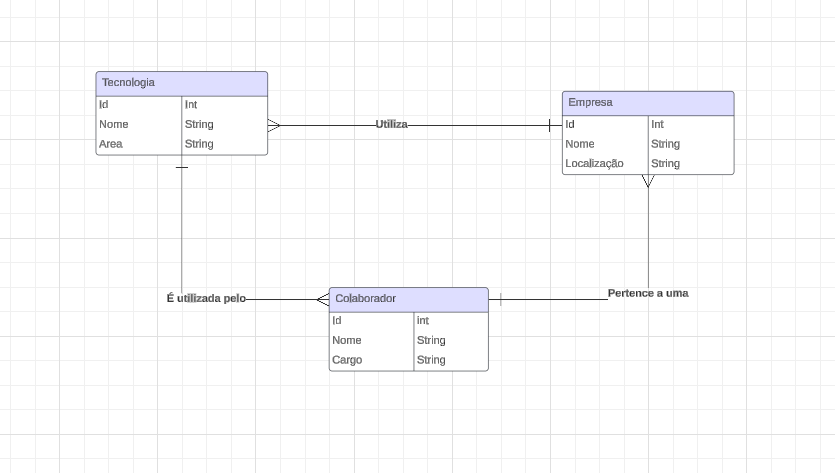 Tecnologia
Id Int
Nome String
Area String
Utiliza
Empresa
Id Int
Nome String
Localização String
É utilizada pelo
Pertence a uma
Colaborador
Id int
Nome String
Cargo String